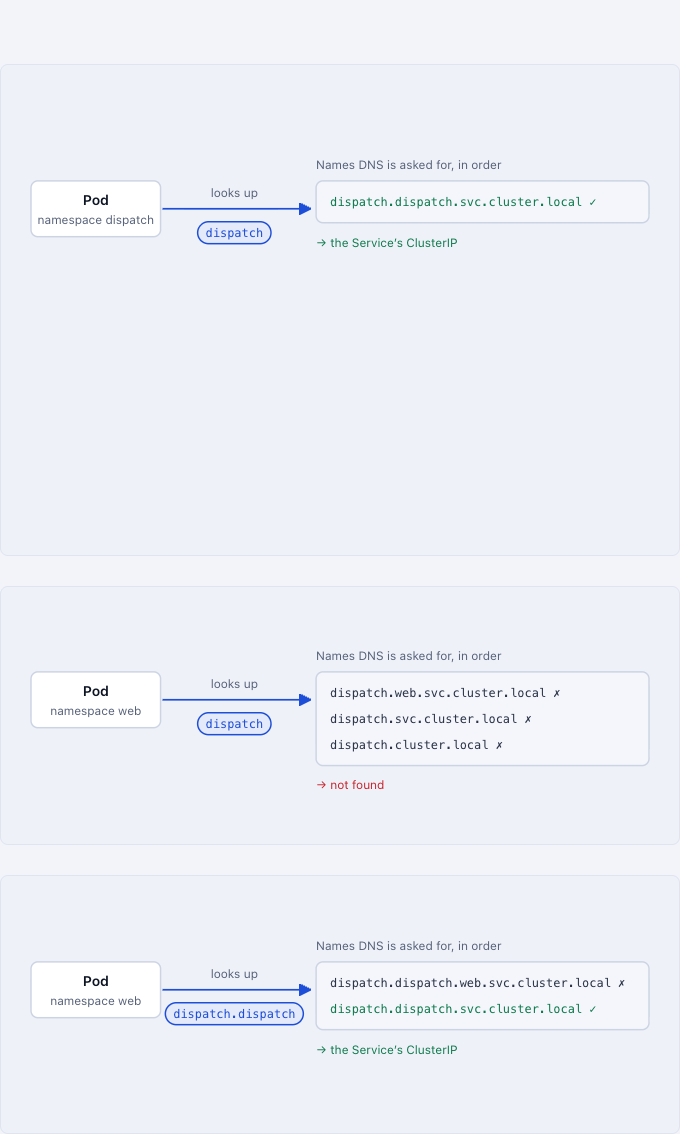 Names DNS is asked for, in order
Pod
namespace dispatch
looks up
dispatch
dispatch.dispatch.svc.cluster.local ✓
→ the Service's ClusterIP
Names DNS is asked for, in order
Pod
namespace web
looks up
dispatch
dispatch.web.svc.cluster.local ✗
dispatch.svc.cluster.local ✗
dispatch.cluster.local ✗
→ not found
Names DNS is asked for, in order
Pod
namespace web
looks up
dispatch.dispatch
dispatch.dispatch.web.svc.cluster.local ✗
dispatch.dispatch.svc.cluster.local ✓
→ the Service's ClusterIP